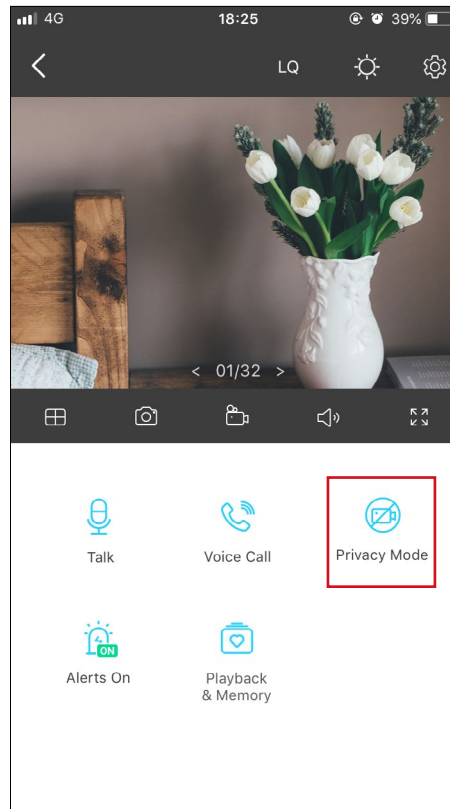 4G 18:25 39%
LQ
< 01/32 >
Talk Voice Call Privacy Mode
ON
Alerts On Playback
& Memory